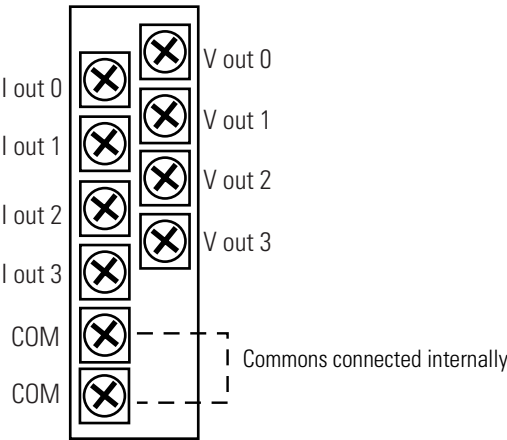 V out 0
I out 0
V out 1
I out 1
V out 2
I out 2
V out 3
I out 3
COM
Commons connected internally
COM